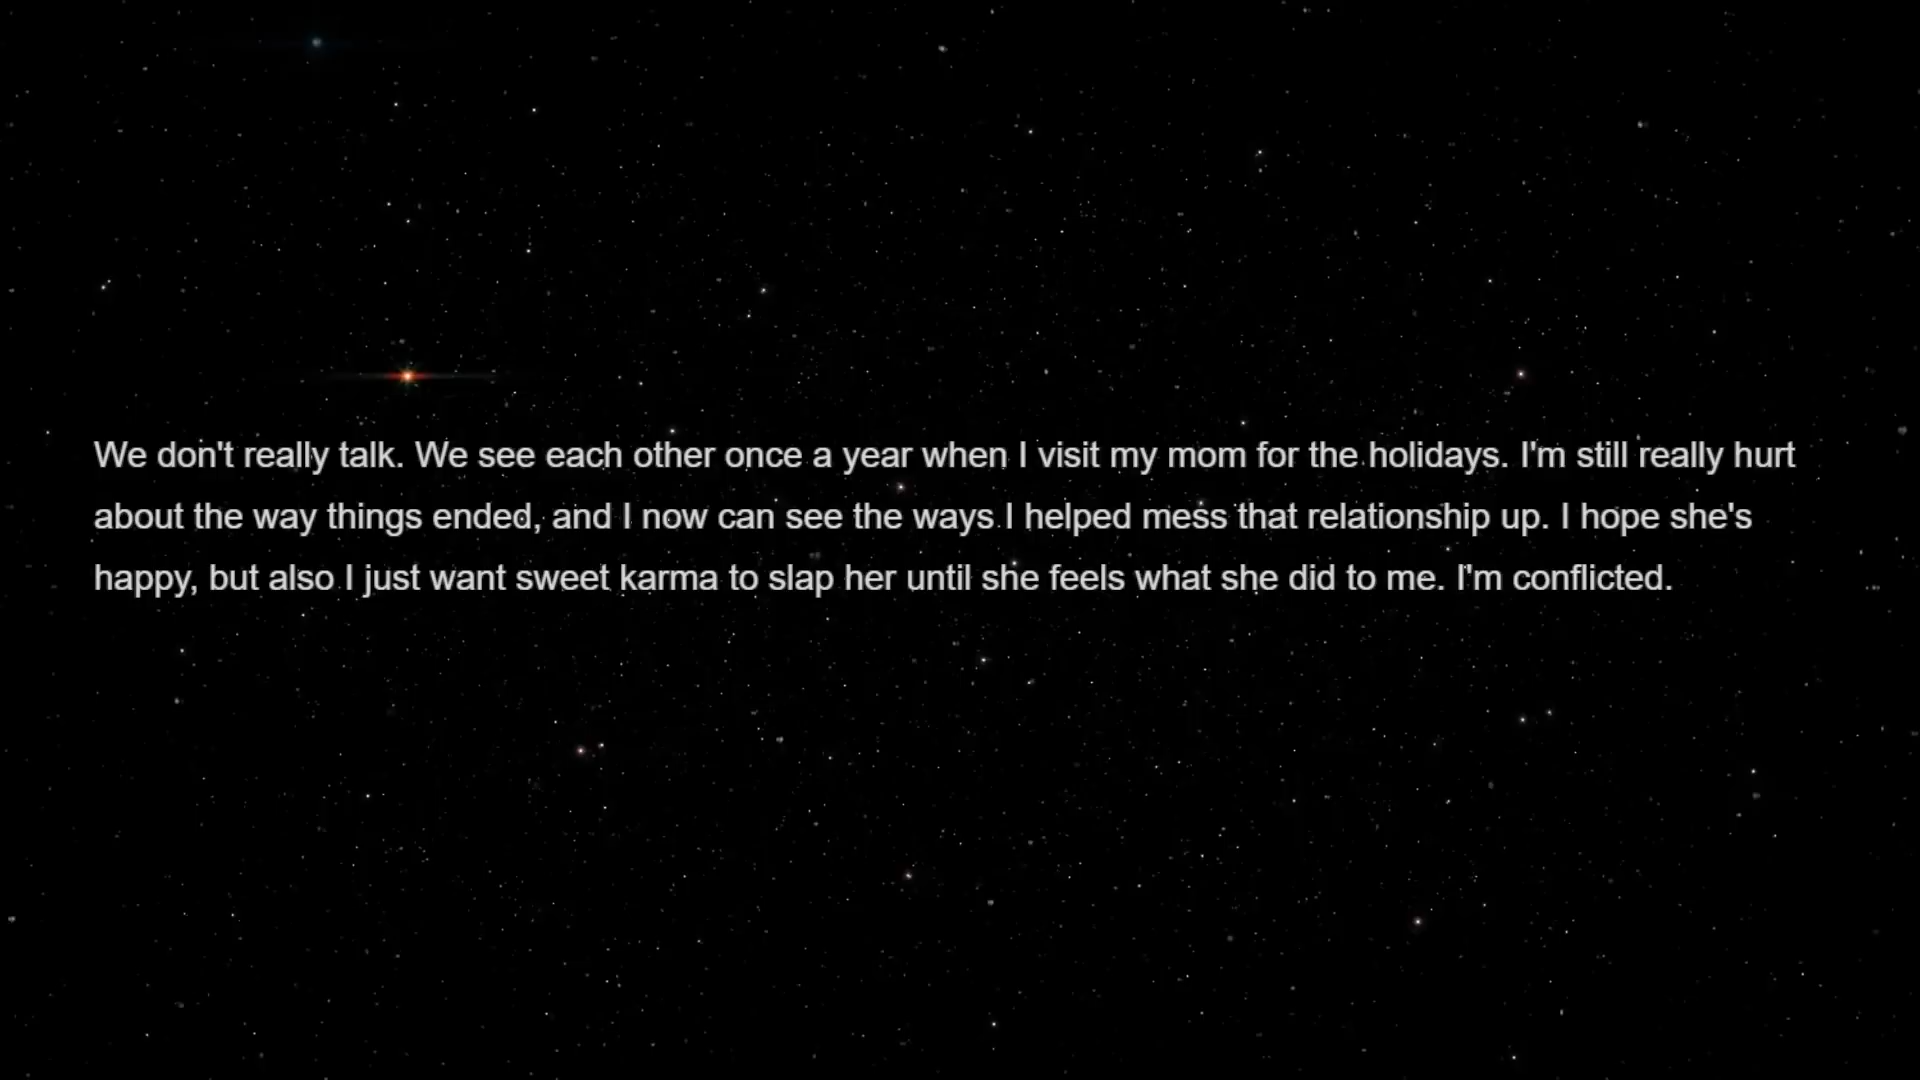 We don't really talk. We see each other once a year when I visit my mom for the holidays. I'm still really hurt
about the way things ended, and I now can see the ways I helped mess that relationship up. I hope she's
happy, but also I just want sweet karma to slap her until she feels what she did to me. I'm conflicted.